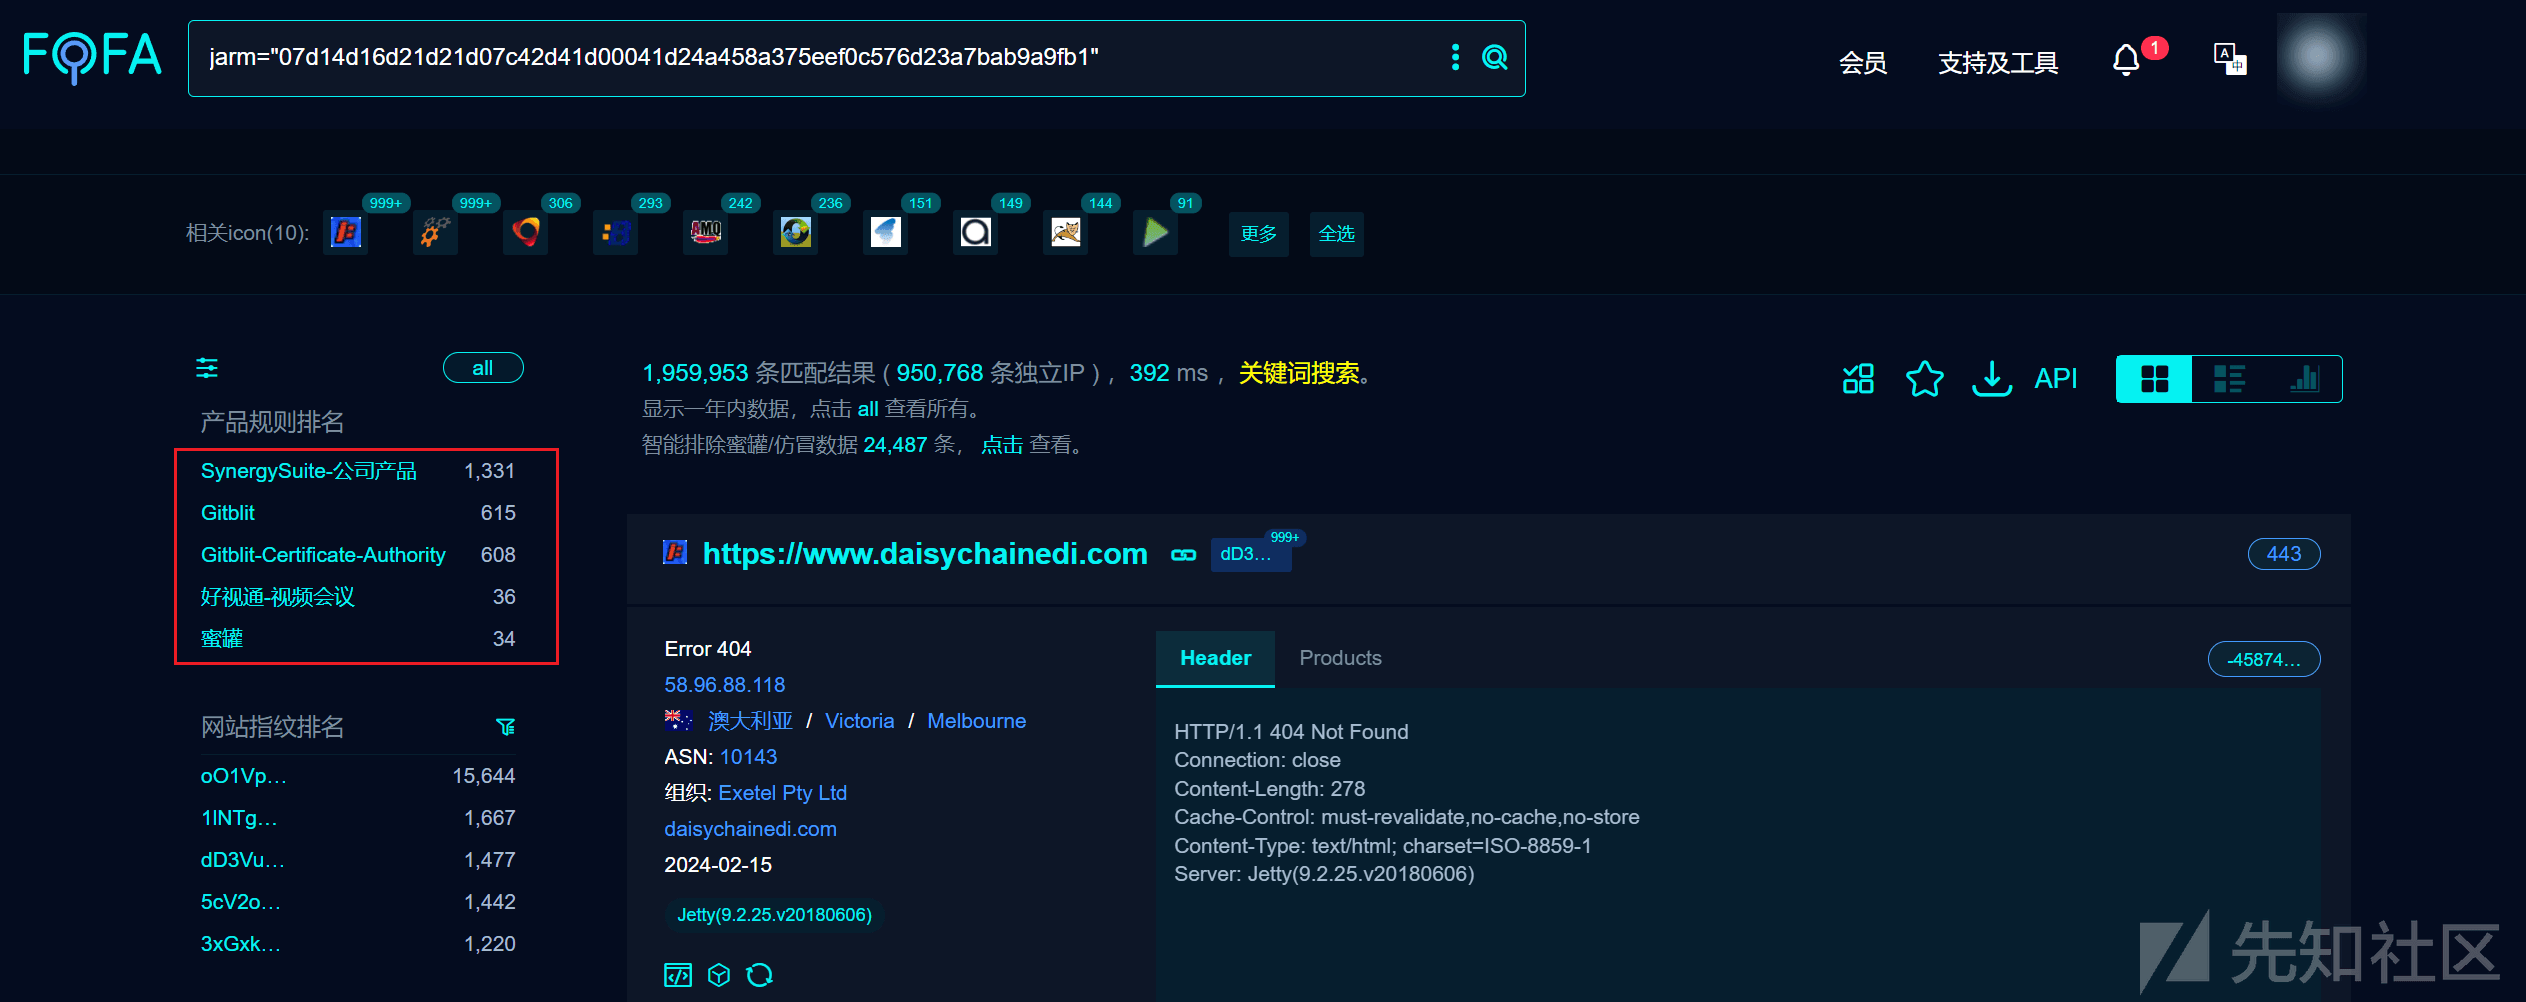 FOFA
jarm="07d14d16d21d21d07c42d41d00041d24a458a375eef0c576d23a7bab9a9fb1"
会员
支持及工具
1
A
中
相关icon(10):
999+
999+
306
293
242
AMQ
236
151
149
144
91
更多
全选
all
产品规则排名
SynergySuite-公司产品 1,331
Gitblit 615
Gitblit-Certificate-Authority 608
好视通-视频会议 36
蜜罐 34
网站指纹排名
oO1Vp... 15,644
1lNTg... 1,667
dD3Vu... 1,477
5cV2o... 1,442
3xGxk... 1,220
1,959,953 条匹配结果 ( 950,768 条独立IP ) ，392 ms ，关键词搜索。
显示一年内数据，点击 all 查看所有。
智能排除蜜罐/仿冒数据 24,487 条， 点击 查看。
API
https://www.daisychainedi.com
dD3...
999+
443
Error 404
58.96.88.118
澳大利亚 / Victoria / Melbourne
ASN: 10143
组织: Exetel Pty Ltd
daisychainedi.com
2024-02-15
Jetty(9.2.25.v20180606)
Header
Products
-45874...
HTTP/1.1 404 Not Found
Connection: close
Content-Length: 278
Cache-Control: must-revalidate,no-cache,no-store
Content-Type: text/html; charset=ISO-8859-1
Server: Jetty(9.2.25.v20180606)
先知社区